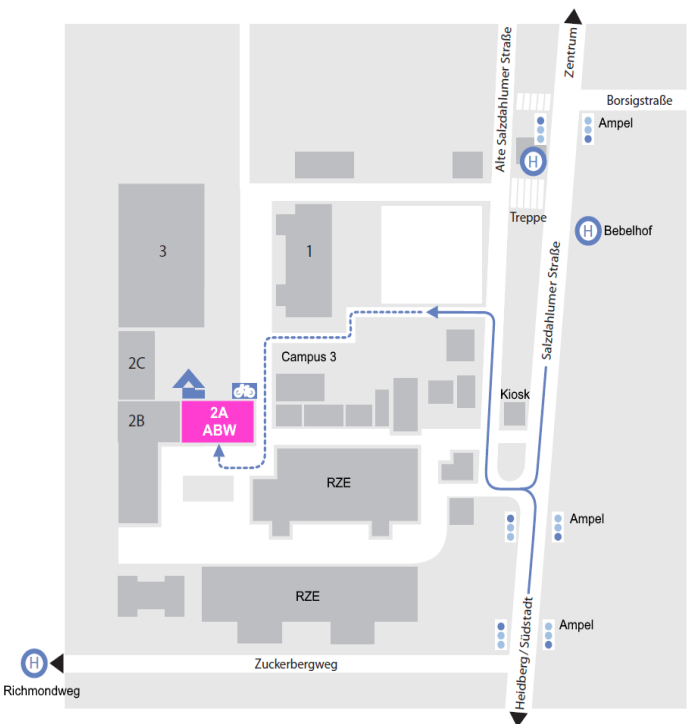 Zentrum
Alte Salzdahlumer Straße
Borsigstraße
Ampel
H
Treppe
H Bebelhof
3
1
Salzdahlumer Straße
Campus 3
2C
Kiosk
2B
2A
ABW
RZE
Ampel
RZE
Ampel
Heidberg/Südstadt
H
Zuckerbergweg
Richmondweg